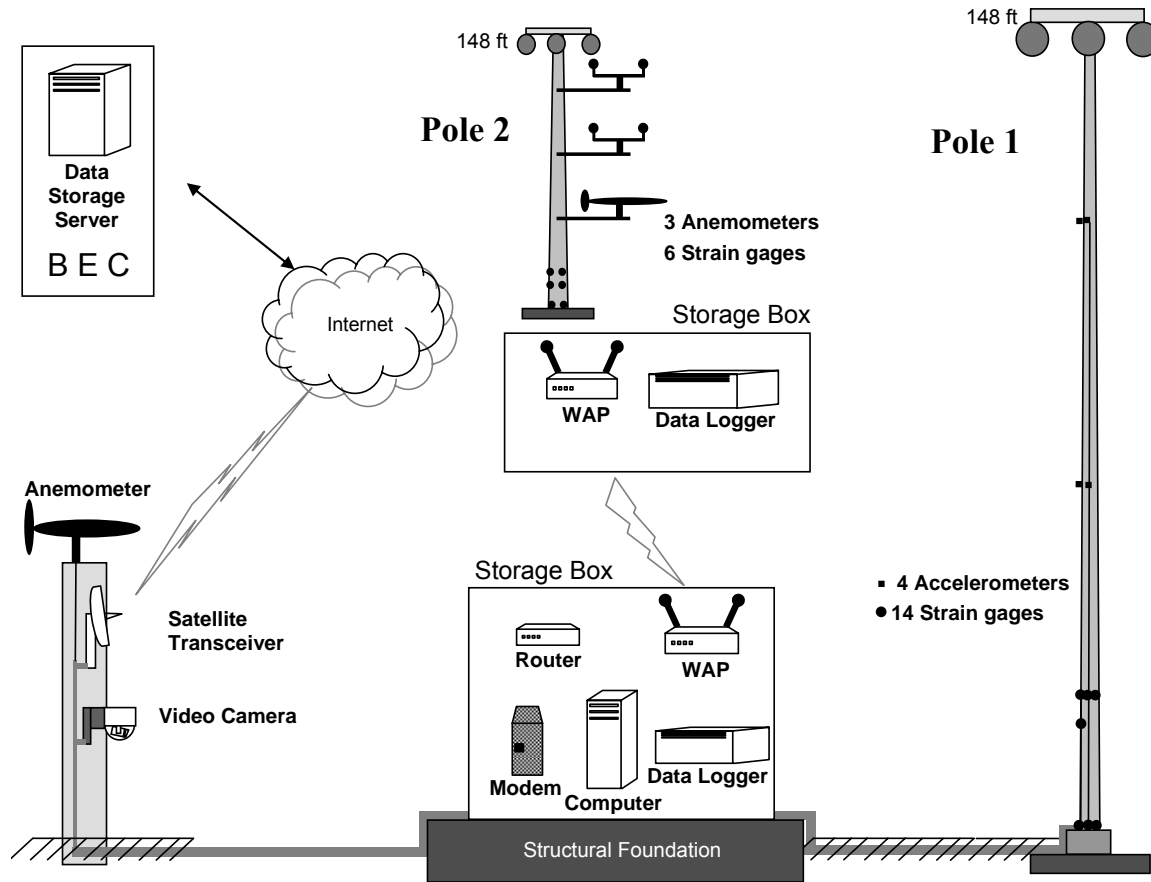 148 ft
148 ft
Pole 2
Pole 1
Data
Storage
Server
B E C
3 Anemometers
6 Strain gages
Internet
Storage Box
WAP
Data Logger
Anemometer
Storage Box
4 Accelerometers
14 Strain gages
Satellite
Transceiver
Router
WAP
Video Camera
Modem
Computer
Data Logger
Structural Foundation